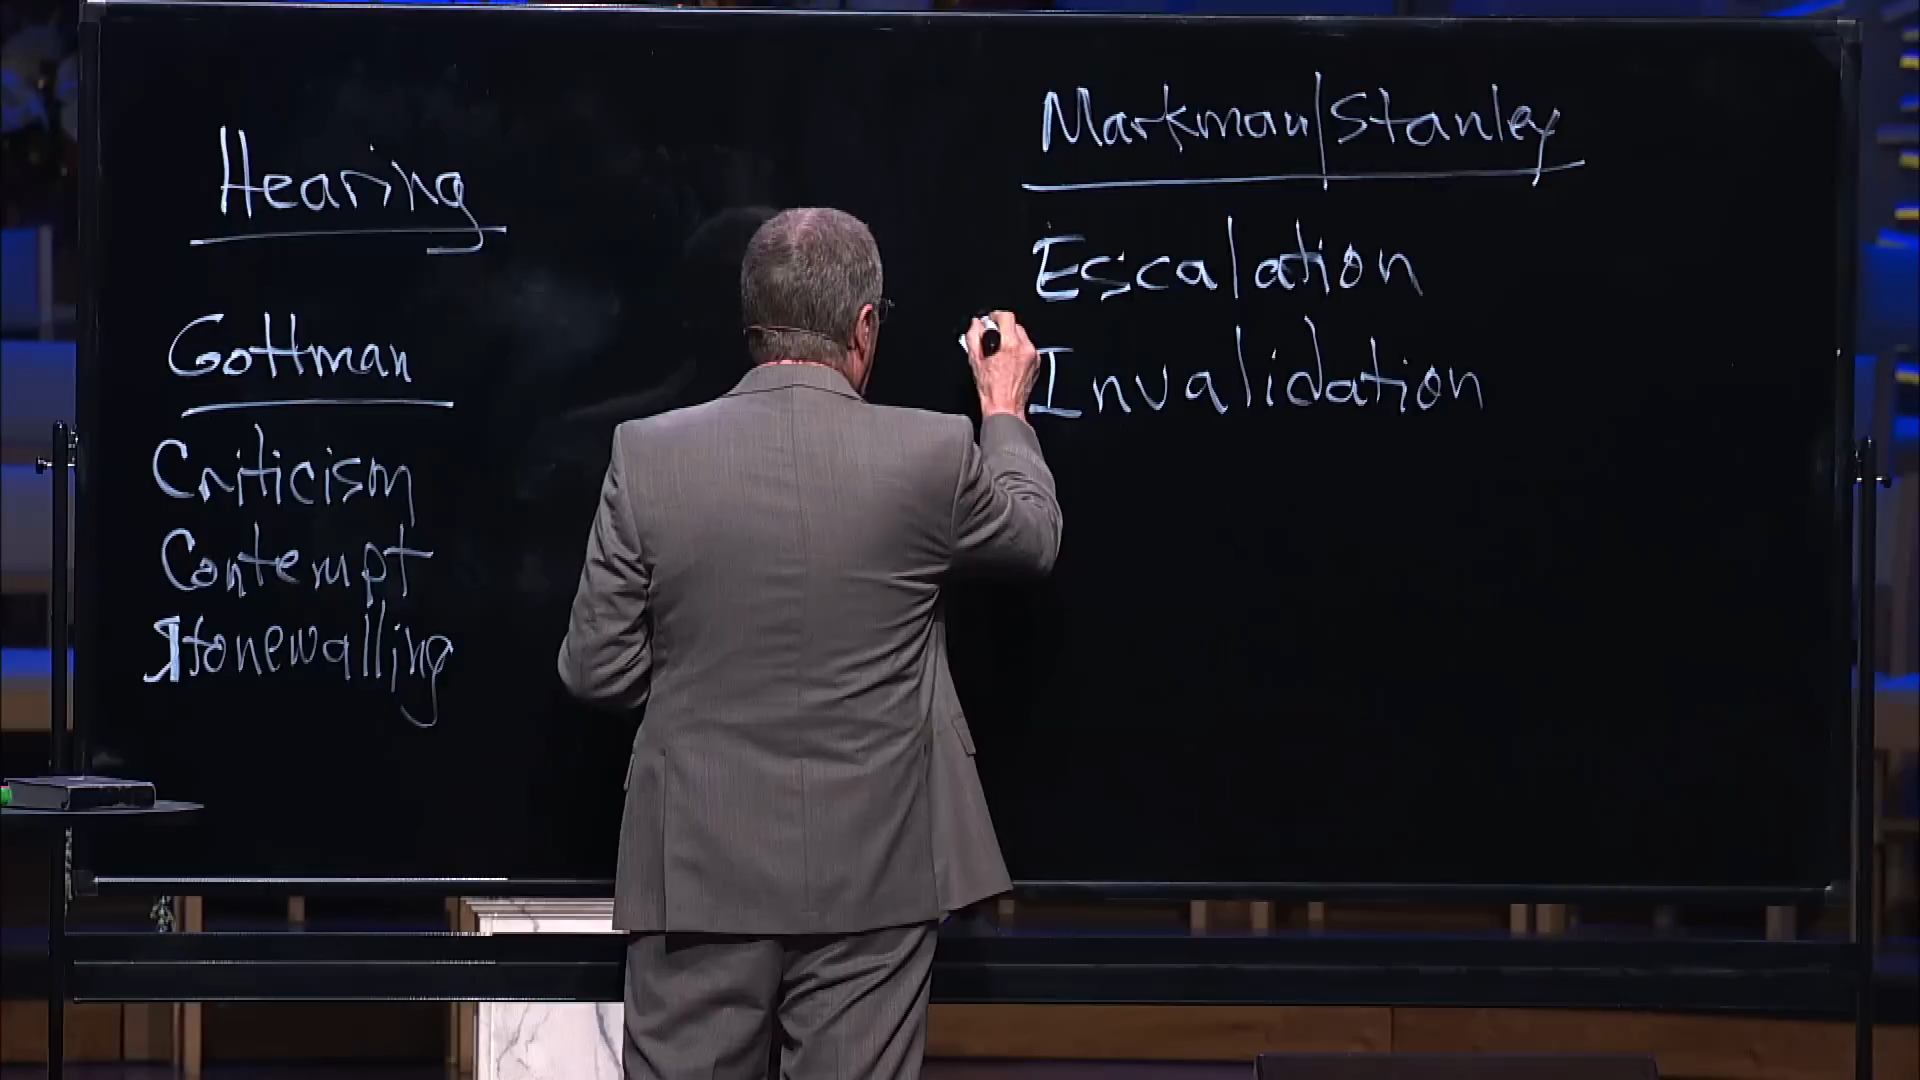 Hearing
Gottman
Criticism
Contempt
Stonewalling
Markman/Stanley
Escalation
Invalidation